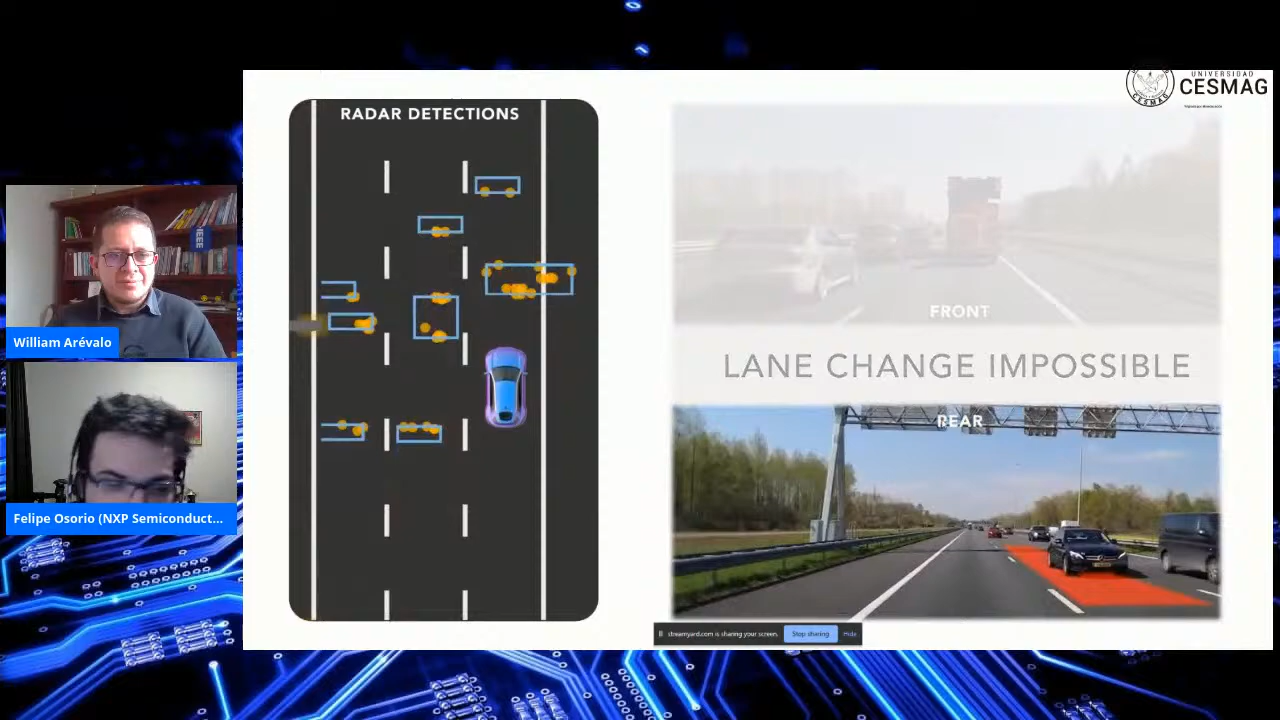 UNIVERSIDAD
CESMAG
RADAR DETECTIONS
FRONT
LANE CHANGE IMPOSSIBLE
REAR
IEEE
William Arévalo
Felipe Osorio (NXP Semiconduct...
streamyard.com is sharing your screen.
Stop sharing
Hide